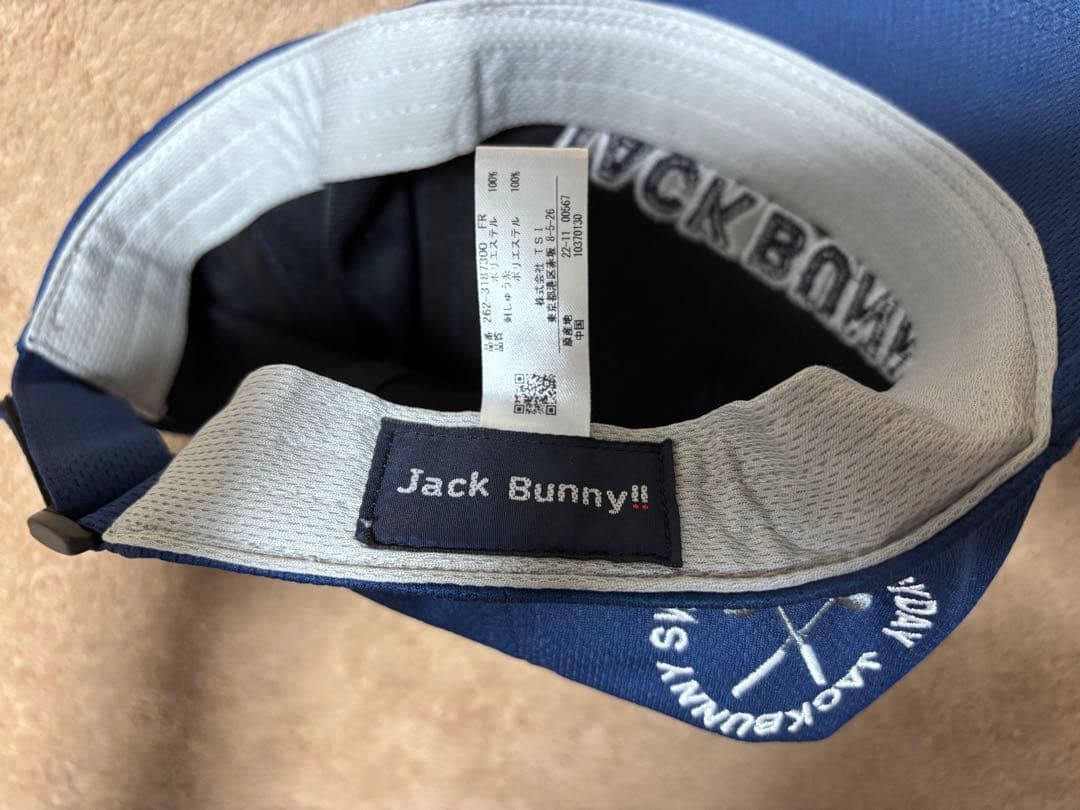 品番 262-3187300 FR
品質 ポリエステル 100%
刺しゅう糸
ポリエステル 100%
株式会社 TSI
東京都港区赤坂 8-5-26
22-11 00567
原産地
中国 10370130
JACK BUNNY
Jack Bunny!!
YDAY JACKBUNNY SM